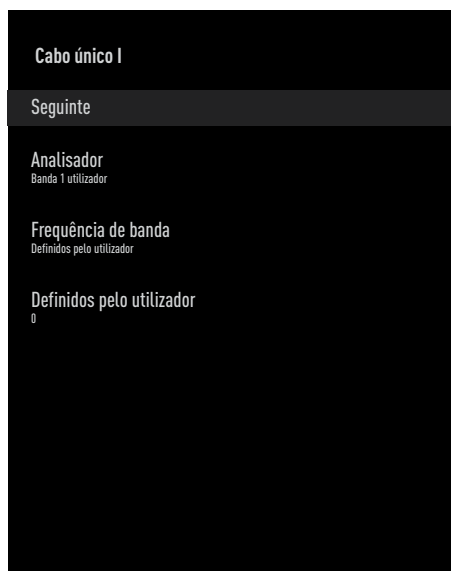 Cabo único I
Seguinte
Analisador
Banda 1 utilizador
Frequência de banda
Definidos pelo utilizador
Definidos pelo utilizador
0